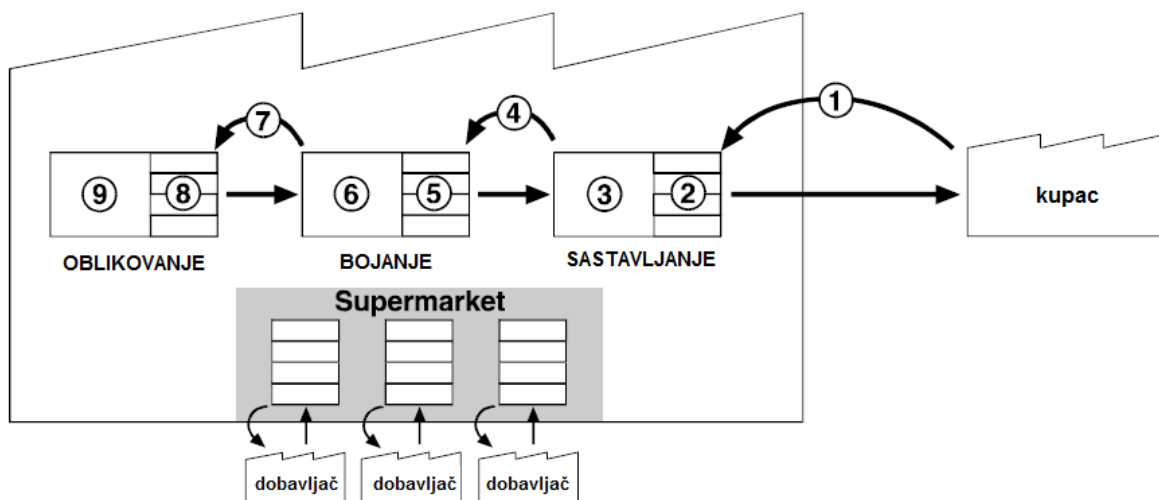 1
4
7
9
8
6
5
3
2
kupac
OBLIKOVANJE
BOJANJE
SASTAVLJANJE
Supermarket
dobavljač
dobavljač
dobavljač